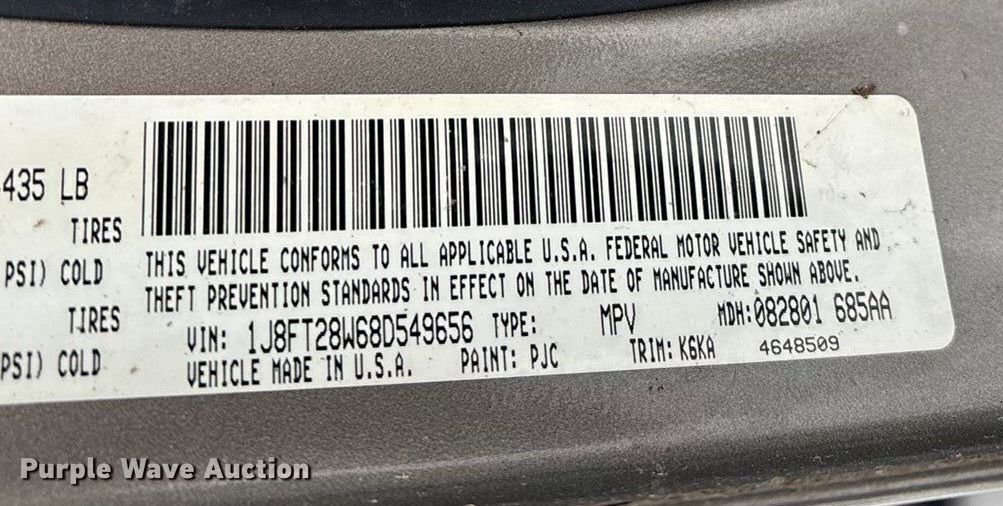 435 LB
TIRES
PSI) COLD
TIRES
PSI) COLD
THIS VEHICLE CONFORMS TO ALL APPLICABLE U.S.A. FEDERAL MOTOR VEHICLE SAFETY AND
THEFT PREVENTION STANDARDS IN EFFECT ON THE DATE OF MANUFACTURE SHOWN ABOVE.
VIN: 1J8FT28W68D549656 TYPE: MPV MDH:082801 685AA
VEHICLE MADE IN U.S.A. PAINT: PJC TRIM: K6KA 4648509
Purple Wave Auction